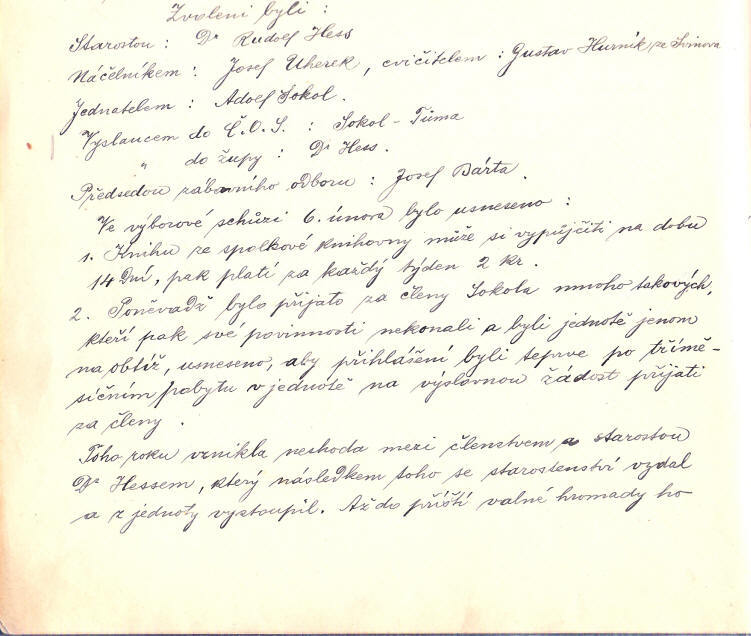 Zvoleni byli :
Starostou : Dr Rudolf Hess
Náčelníkem : Josef Uherek, cvičitelem : Gustav Hurník ze Svinova
Jednatelem : Adolf Sokol.
Vyslancem do Č.O.S. : Sokol - Tůma
„ do župy : Dr Hess.
Předsedou zábavního odboru : Josef Bárta.
Ve výborové schůzi 6. února bylo usneseno :
1. Knihu ze spolkové knihovny může si vypůjčiti na dobu
14 Dní, pak platí za každý týden 2 kr.
2. Poněvadž bylo přijato za členy Sokola mnoho takových,
kteří pak své povinnosti nekonali a byli jednotě jenom
na obtíž, usneseno, aby přihlášení byli teprve po třímě-
síčním pobytu v jednotě na výslovnou žádost přijati
za členy.
Toho roku vznikla neshoda mezi členstvem a starostou
Dr Hessem, který následkem toho se starostenství vzdal
a z jednoty vystoupil. Až do příští valné hromady ho